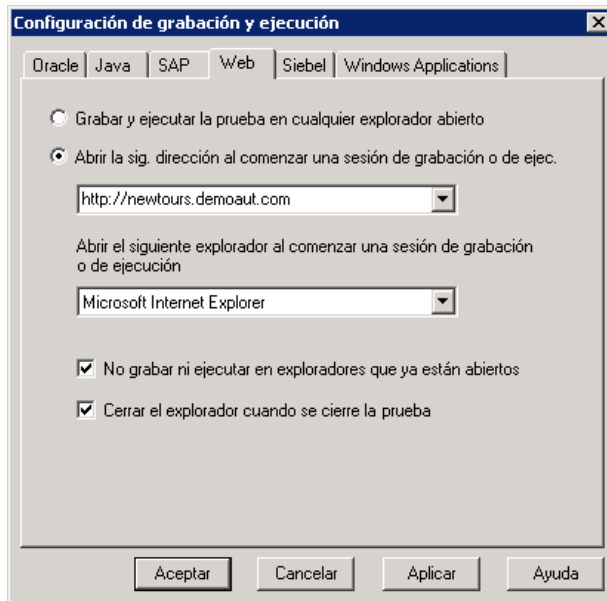 Configuración de grabación y ejecución
Oracle Java SAP Web Siebel Windows Applications
Grabar y ejecutar la prueba en cualquier explorador abierto
Abrir la sig. dirección al comenzar una sesión de grabación o de ejec.
http://newtours.demoaut.com
Abrir el siguiente explorador al comenzar una sesión de grabación
o de ejecución
Microsoft Internet Explorer
No grabar ni ejecutar en exploradores que ya están abiertos
Cerrar el explorador cuando se cierre la prueba
Aceptar Cancelar Aplicar Ayuda